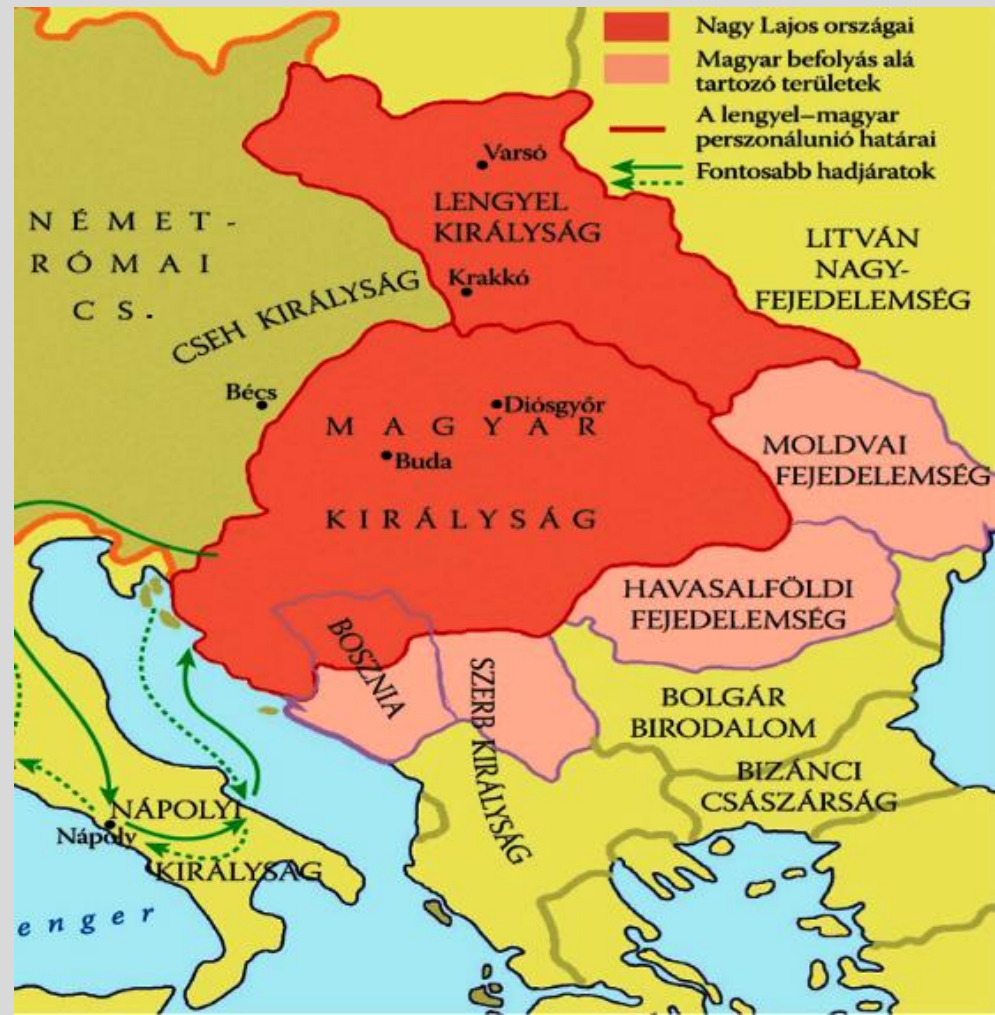 Nagy Lajos országai
Magyar befolyás alá
tartozó területek
A lengyel–magyar
perszonálunió határai
Fontosabb hadjáratok
NÉMET-
RÓMAI
CS.
CSEH KIRÁLYSÁG
Varsó
LENGYEL
KIRÁLYSÁG
Krakkó
LITVÁN
NAGY-
FEJEDELEMSÉG
Bécs
Diósgyőr
MAGYAR
Buda
KIRÁLYSÁG
MOLDVAI
FEJEDELEMSÉG
HAVASALFÖLDI
FEJEDELEMSÉG
BOSZNIA
SZERB KIRÁLYSÁG
BOLGÁR
BIRODALOM
BIZÁNCI
CSÁSZÁRSÁG
NÁPOLYI
Nápoly
KIRÁLYSÁG
enger